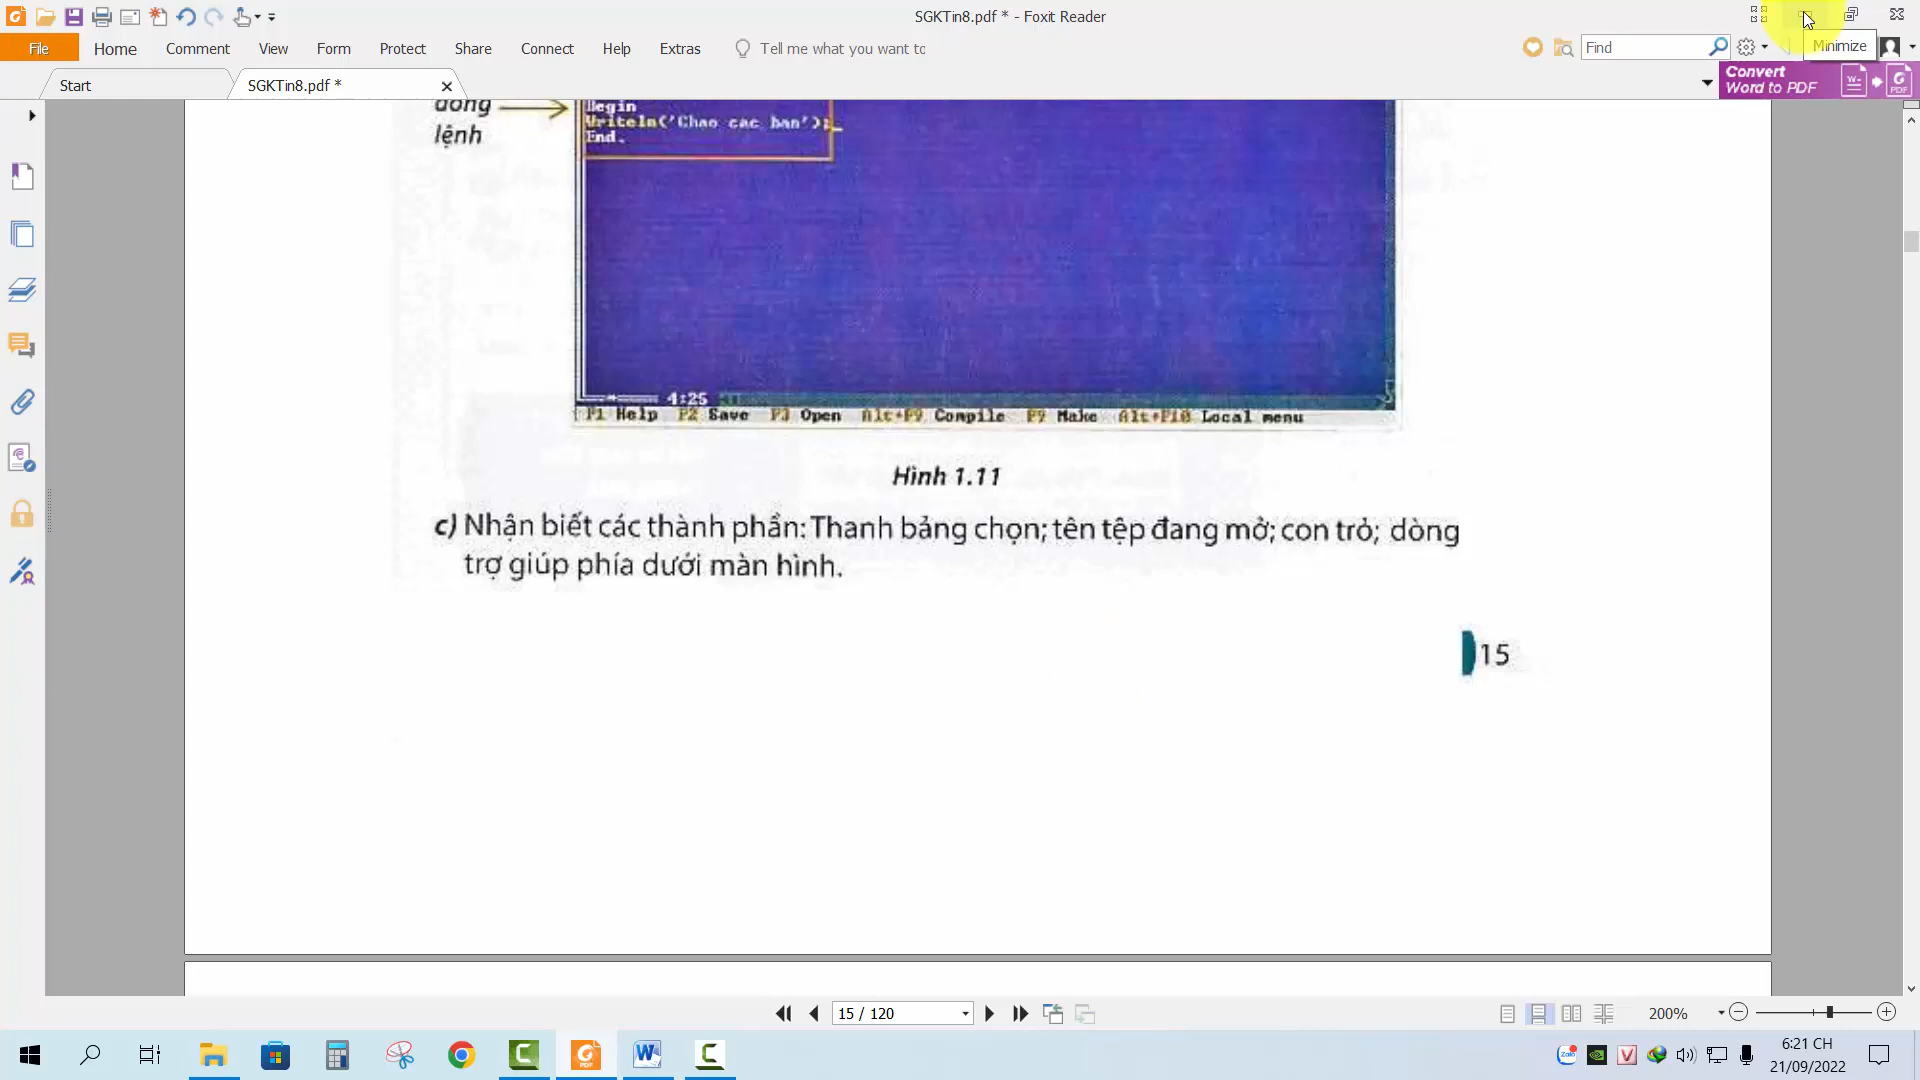 SGKTin8.pdf * - Foxit Reader
File Home Comment View Form Protect Share Connect Help Extras Tell me what you want to Find Minimize
Start SGKTin8.pdf * Convert
Word to PDF
dòng
lệnh
Begin
Writeln('Chao cac ban');
End.
4:25
F1 Help F2 Save F3 Open Alt+F9 Compile F9 Make Alt+F10 Local menu
Hình 1.11
c) Nhận biết các thành phần: Thanh bảng chọn; tên tệp đang mở; con trỏ; dòng
trợ giúp phía dưới màn hình.
15
15 / 120 200%
6:21 CH
21/09/2022